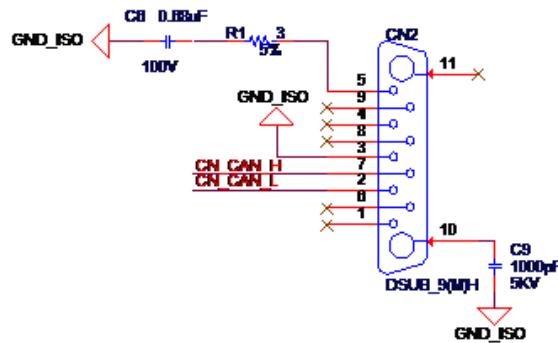 C8 0.68uF
CN2
GND_ISO
R1 3
11
100V
5%
5
GND_ISO
9
4
8
3
CN_CAN_H
7
CN_CAN_L
2
6
1
10
C9
1000pF
5KV
DSUB_9(M)H
GND_ISO